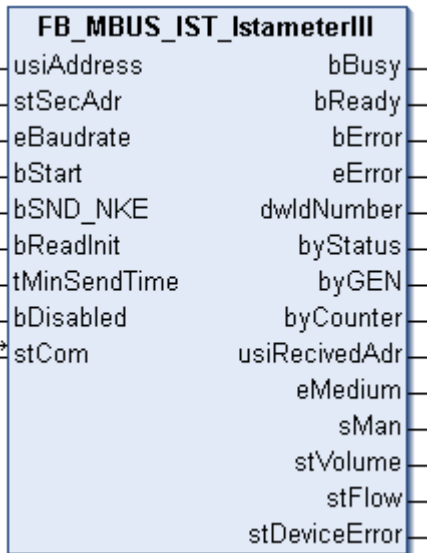 FB_MBUS_IST_IstameterIII
usiAddress bBusy
stSecAdr bReady
eBaudrate bError
bStart eError
bSND_NKE dwIdNumber
bReadInit byStatus
tMinSendTime byGEN
bDisabled byCounter
stCom usiRecivedAdr
eMedium
sMan
stVolume
stFlow
stDeviceError